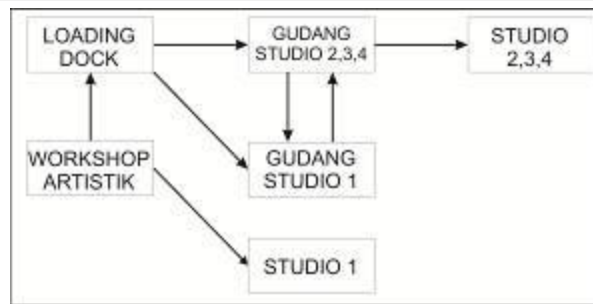 LOADING
DOCK
GUDANG
STUDIO 2,3,4
STUDIO
2,3,4
WORKSHOP
ARTISTIK
GUDANG
STUDIO 1
STUDIO 1